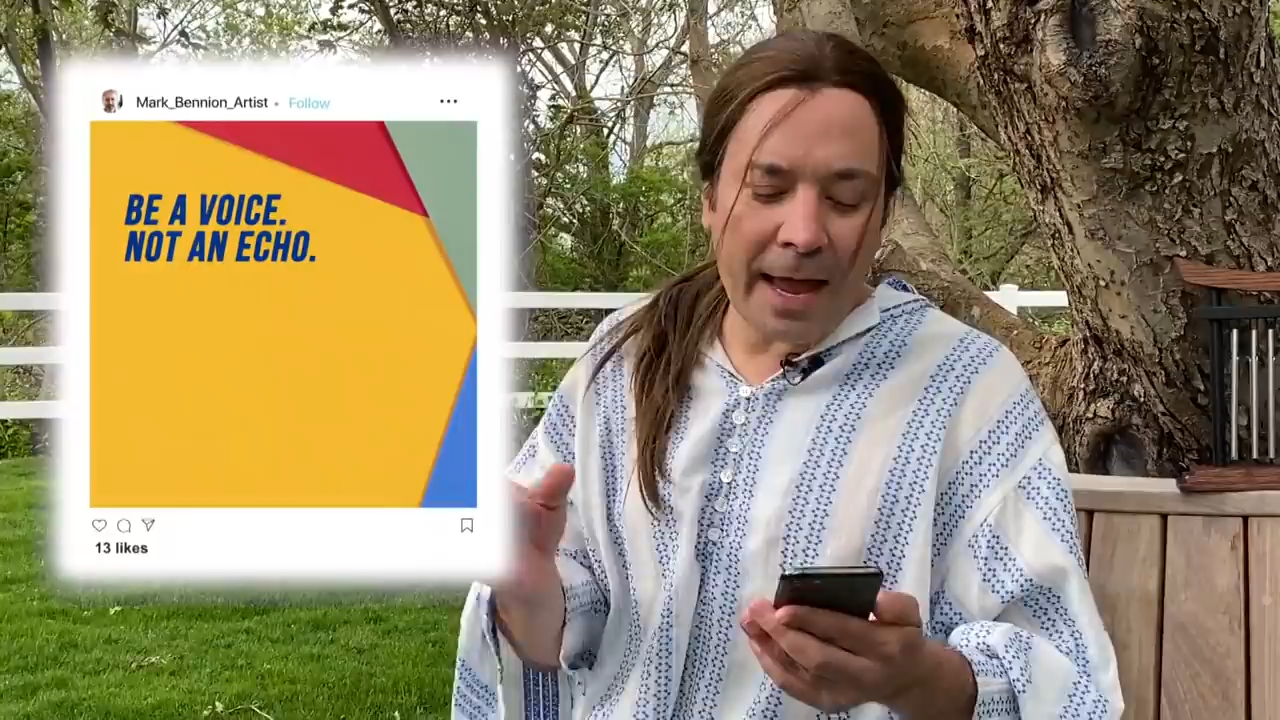 Mark_Bennion_Artist • Follow
BE A VOICE.
NOT AN ECHO.
13 likes